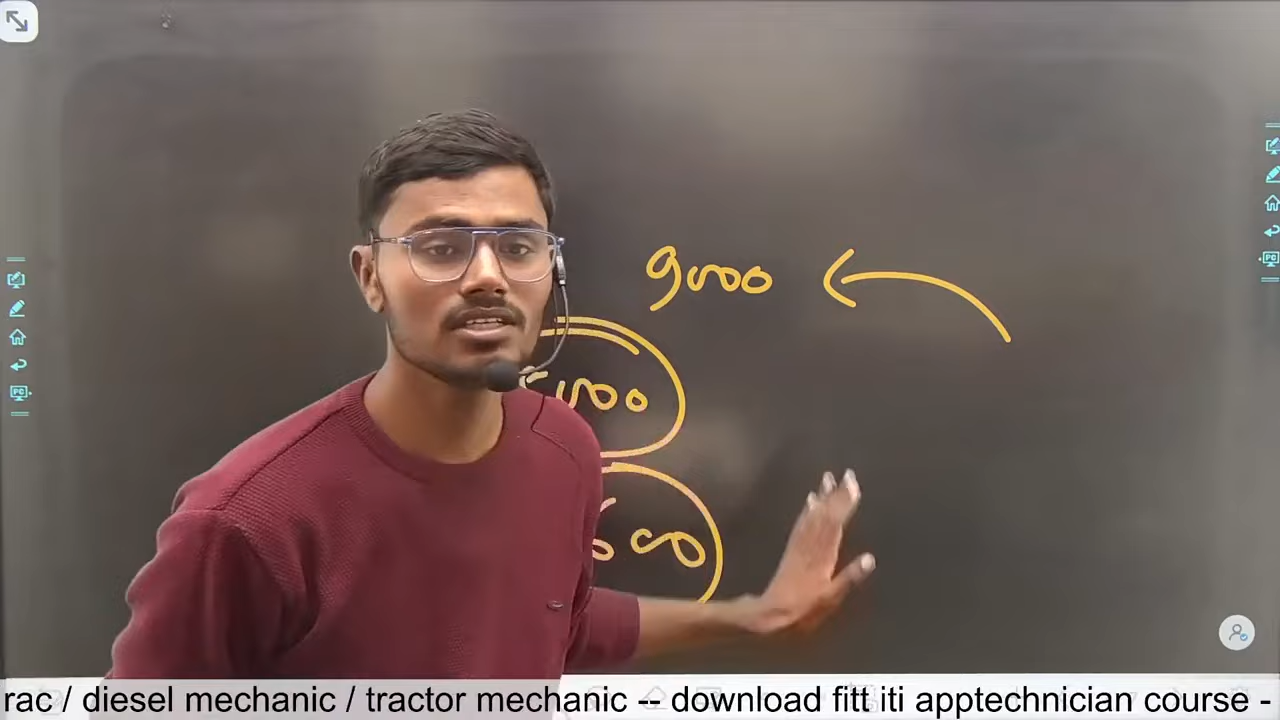 9000
rac / diesel mechanic / tractor mechanic -- download fitt iti apptechnician course -